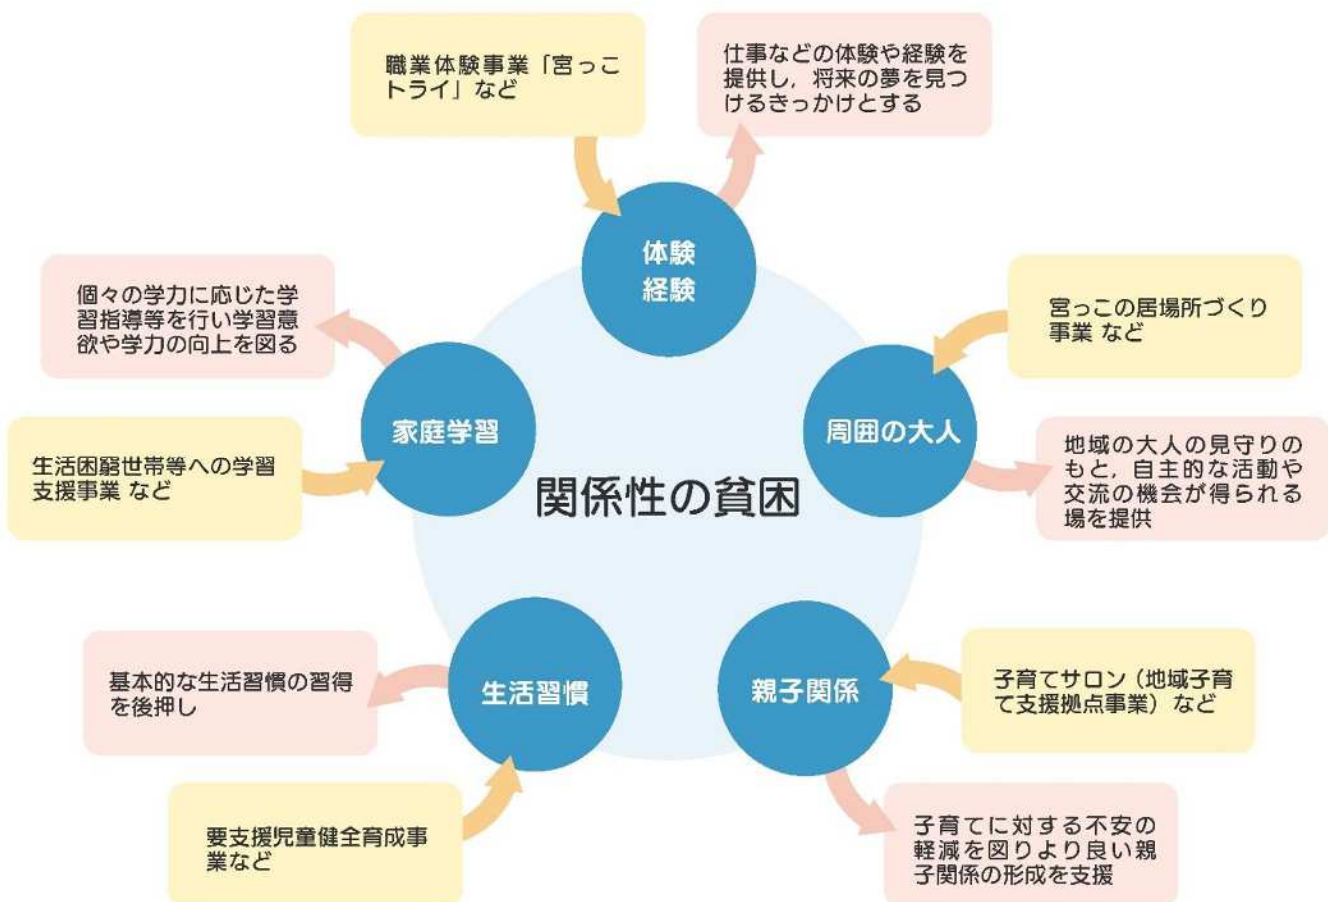 職業体験事業「宮っこ
トライ」など
仕事などの体験や経験を
提供し，将来の夢を見つ
けるきっかけとする
体験
経験
個々の学力に応じた学
習指導等を行い学習意
欲や学力の向上を図る
宮っこの居場所づくり
事業 など
家庭学習
周囲の大人
生活困窮世帯等への学習
支援事業 など
地域の大人の見守りの
もと，自主的な活動や
交流の機会が得られる
場を提供
関係性の貧困
基本的な生活習慣の習得
を後押し
生活習慣
親子関係
子育てサロン（地域子育
て支援拠点事業）など
要支援児童健全育成事
業など
子育てに対する不安の
軽減を図りより良い親
子関係の形成を支援